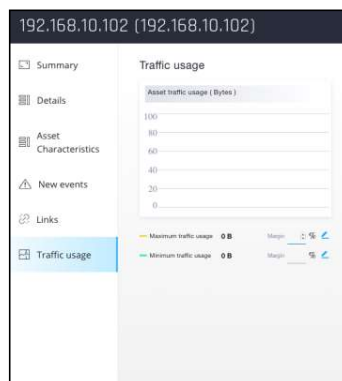 192.168.10.102 (192.168.10.102)
Summary
Details
Asset
Characteristics
New events
Links
Traffic usage
Traffic usage
Asset traffic usage ( Bytes )
100
80
60
40
20
0
Maximum traffic usage 0 B Margin %
Minimum traffic usage 0 B Margin %